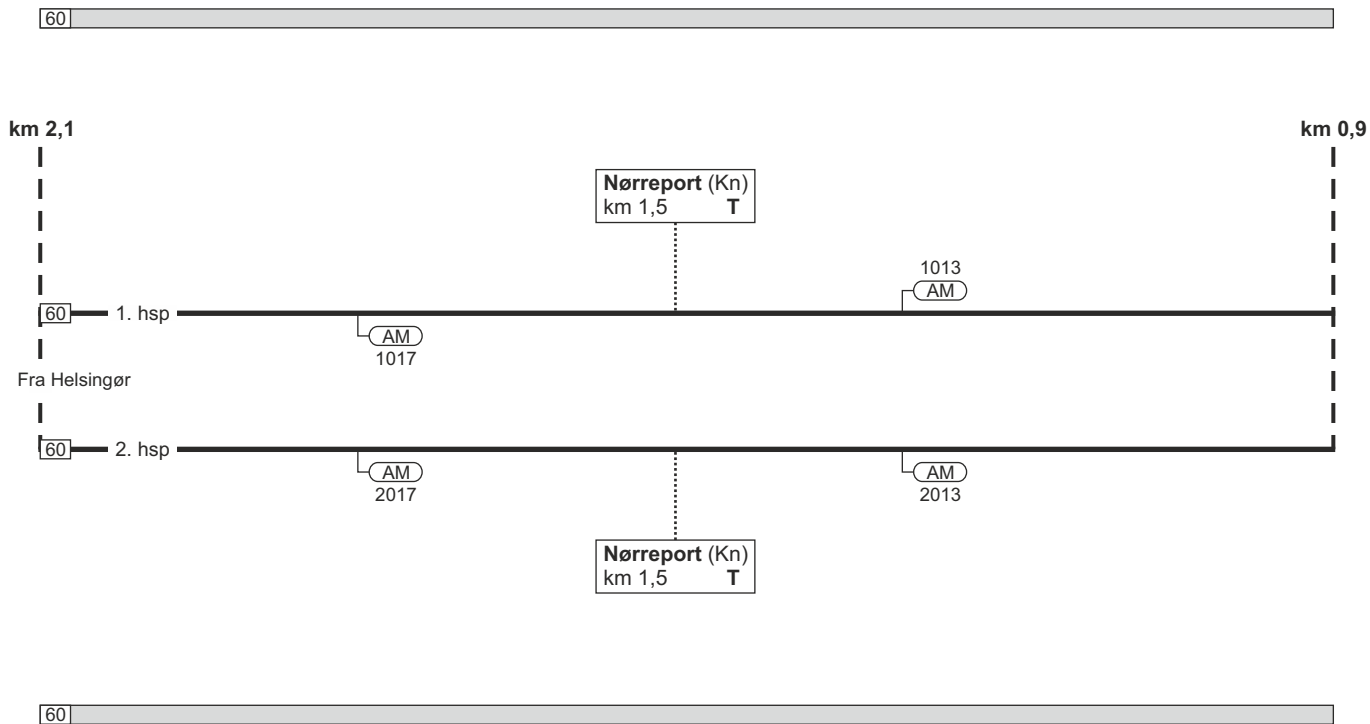 60
km 2,1
km 0,9
Nørreport (Kn)
km 1,5 T
1013
AM
60 1. hsp
AM
1017
Fra Helsingør
60 2. hsp
AM
2017
AM
2013
Nørreport (Kn)
km 1,5 T
60